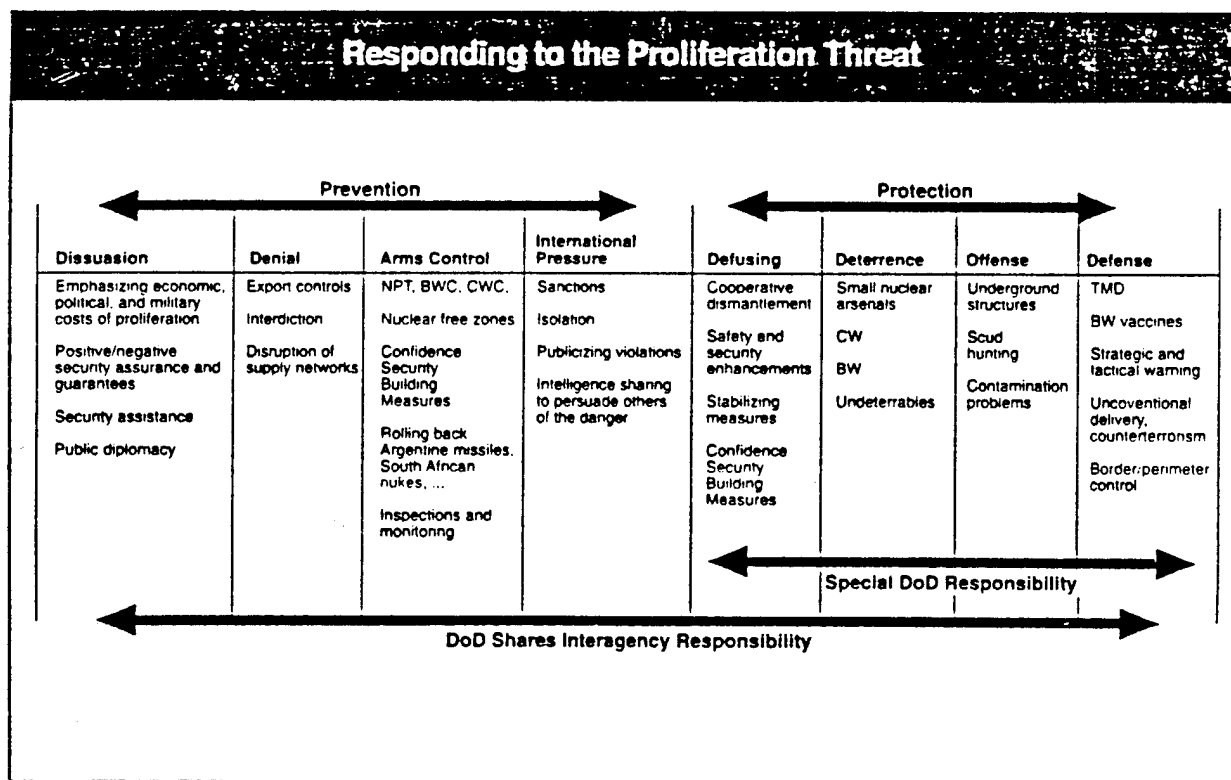 Responding to the Proliferation Threat
Prevention
Protection
Dissuasion
Emphasizing economic,
political, and military
costs of proliferation
Positive/negative
security assurance and
guarantees
Security assistance
Public diplomacy
Denial
Export controls
Interdiction
Disruption of
supply networks
Arms Control
NPT, BWC, CWC,
Nuclear free zones
Confidence
Security
Building
Measures
Rolling back
Argentine missiles,
South African
nukes, ...
Inspections and
monitoring
International
Pressure
Sanctions
Isolation
Publicizing violations
Intelligence sharing
to persuade others
of the danger
Defusing
Cooperative
dismantlement
Safety and
security
enhancements
Stabilizing
measures
Confidence
Security
Building
Measures
Deterrence
Small nuclear
arsenals
CW
BW
Undeterrables
Offense
Underground
structures
Scud
hunting
Contamination
problems
Defense
TMD
BW vaccines
Strategic and
tactical warning
Uncoventional
delivery,
counterterrorism
Border/perimeter
control
Special DoD Responsibility
DoD Shares Interagency Responsibility